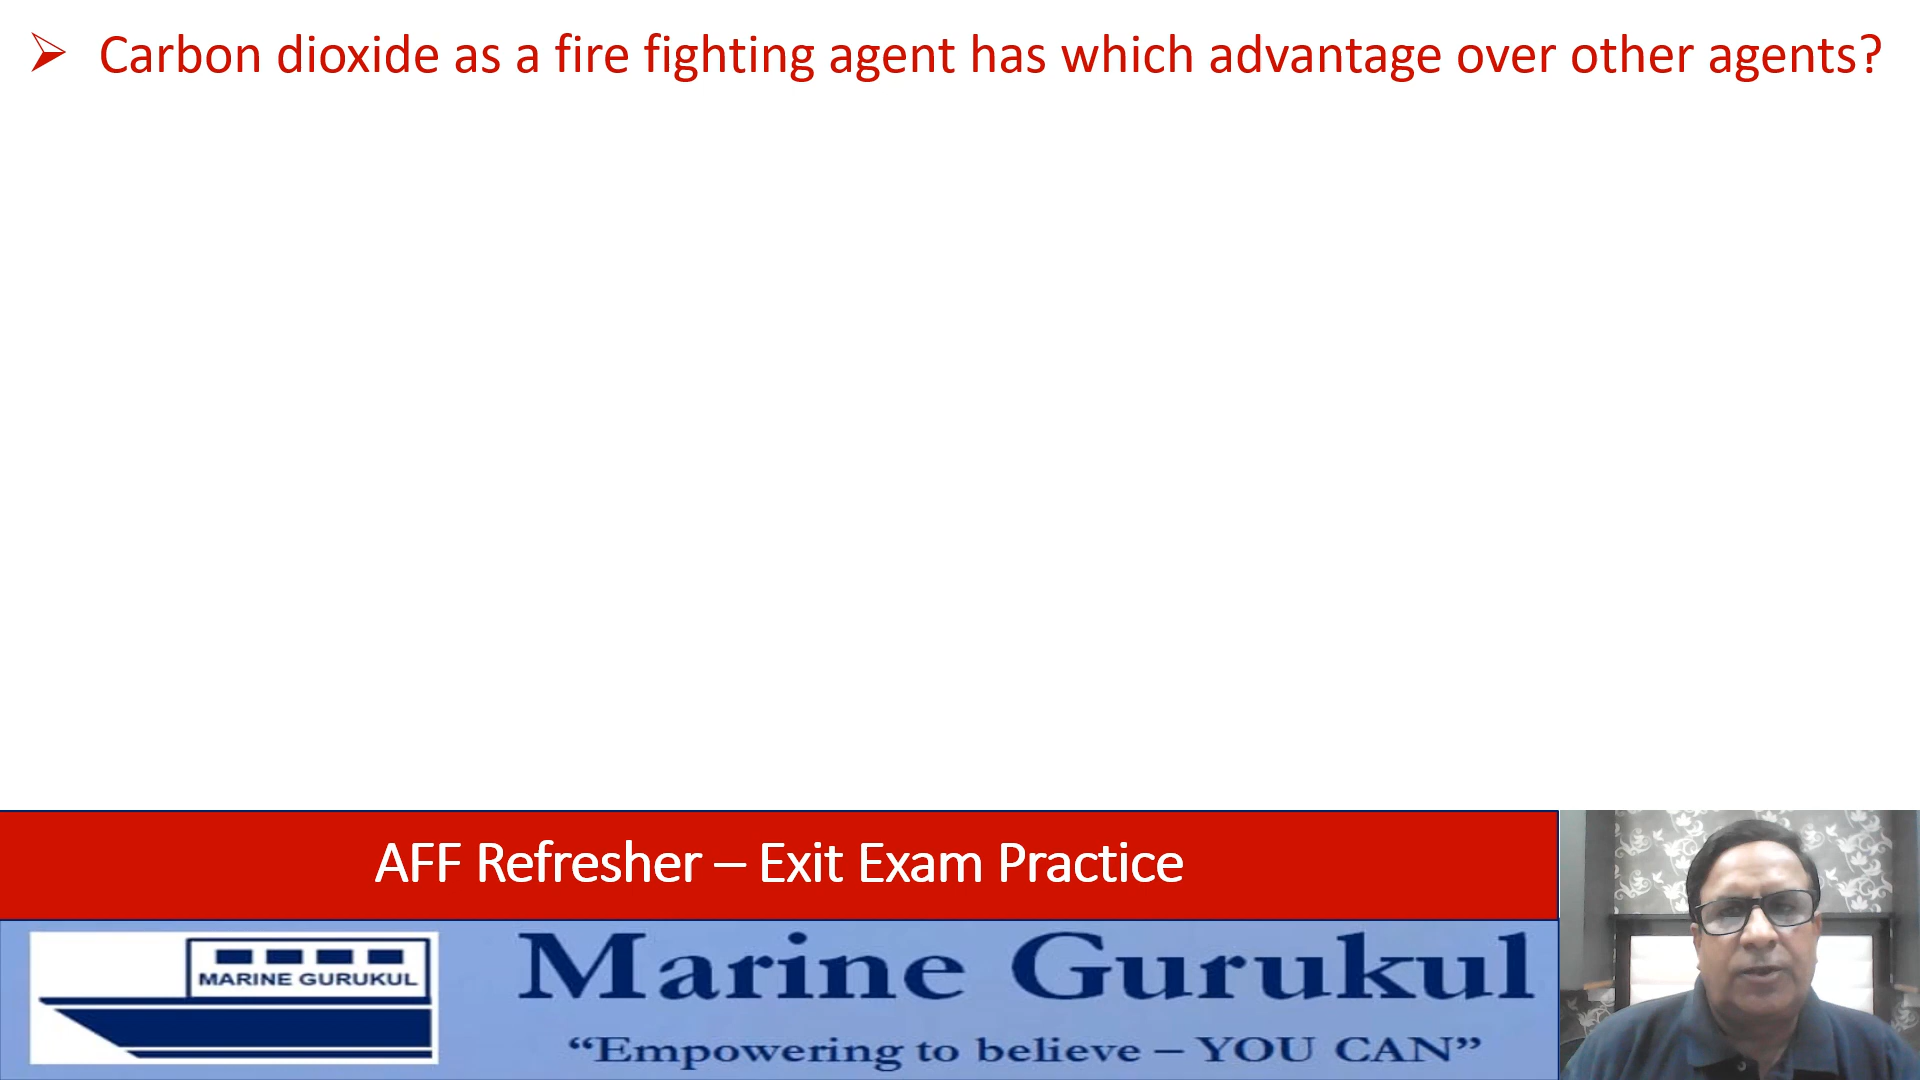 ➢ Carbon dioxide as a fire fighting agent has which advantage over other agents?
AFF Refresher – Exit Exam Practice
MARINE GURUKUL
Marine Gurukul
“Empowering to believe – YOU CAN”